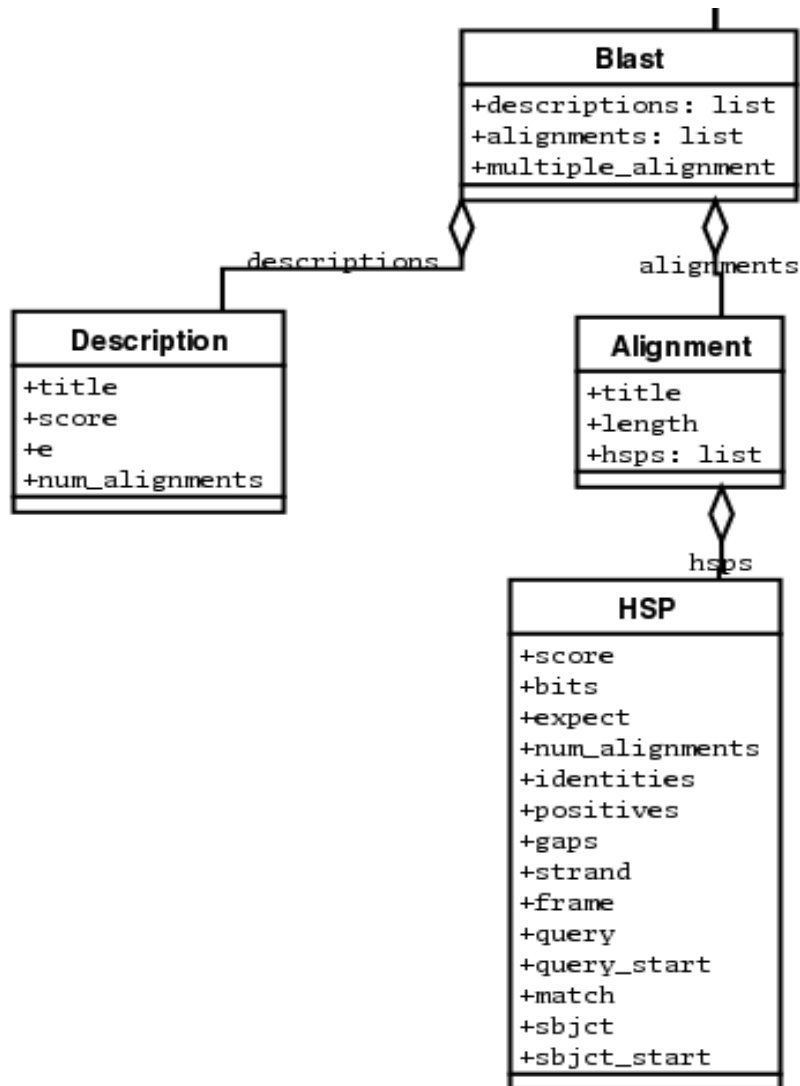 Blast
+descriptions: list
+alignments: list
+multiple_alignment
descriptions
alignments
Description
+title
+score
+e
+num_alignments
Alignment
+title
+length
+hsps: list
hsps
HSP
+score
+bits
+expect
+num_alignments
+identities
+positives
+gaps
+strand
+frame
+query
+query_start
+match
+sbjct
+sbjct_start